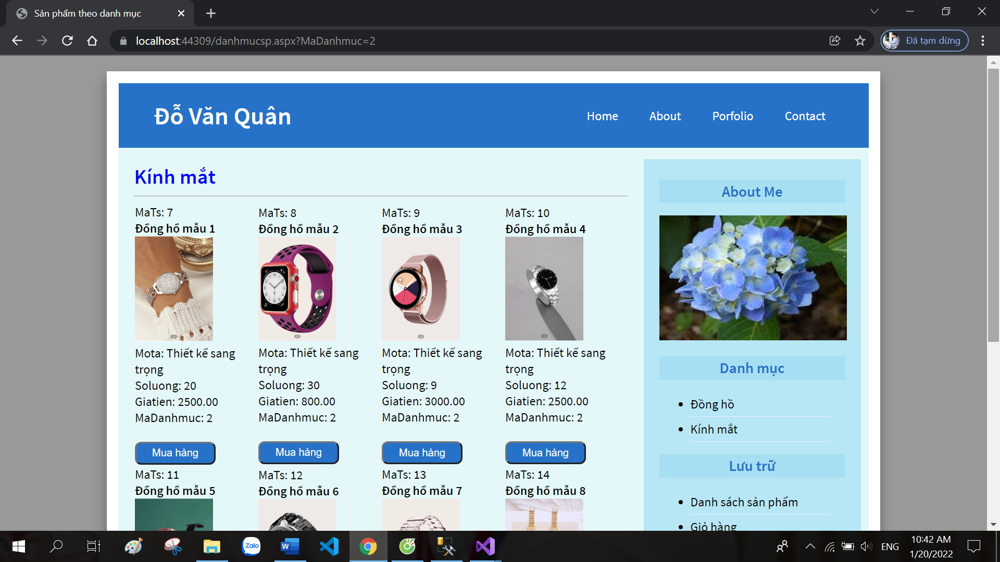 Sản phẩm theo danh mục
localhost:44309/danhmucsp.aspx?MaDanhmuc=2
Đã tạm dừng
Đỗ Văn Quân
Home About Porfolio Contact
Kính mắt
MaTs: 7
Đồng hồ mẫu 1
Mota: Thiết kế sang
trọng
Soluong: 20
Giatien: 2500.00
MaDanhmuc: 2
Mua hàng
MaTs: 8
Đồng hồ mẫu 2
Mota: Thiết kế sang
trọng
Soluong: 30
Giatien: 800.00
MaDanhmuc: 2
Mua hàng
MaTs: 9
Đồng hồ mẫu 3
Mota: Thiết kế sang
trọng
Soluong: 9
Giatien: 3000.00
MaDanhmuc: 2
Mua hàng
MaTs: 10
Đồng hồ mẫu 4
Mota: Thiết kế sang
trọng
Soluong: 12
Giatien: 2500.00
MaDanhmuc: 2
Mua hàng
MaTs: 11
Đồng hồ mẫu 5
MaTs: 12
Đồng hồ mẫu 6
MaTs: 13
Đồng hồ mẫu 7
MaTs: 14
Đồng hồ mẫu 8
About Me
Danh mục
Đồng hồ
Kính mắt
Lưu trữ
Danh sách sản phẩm
Giỏ hàng
Zalo
ENG
10:42 AM
1/20/2022